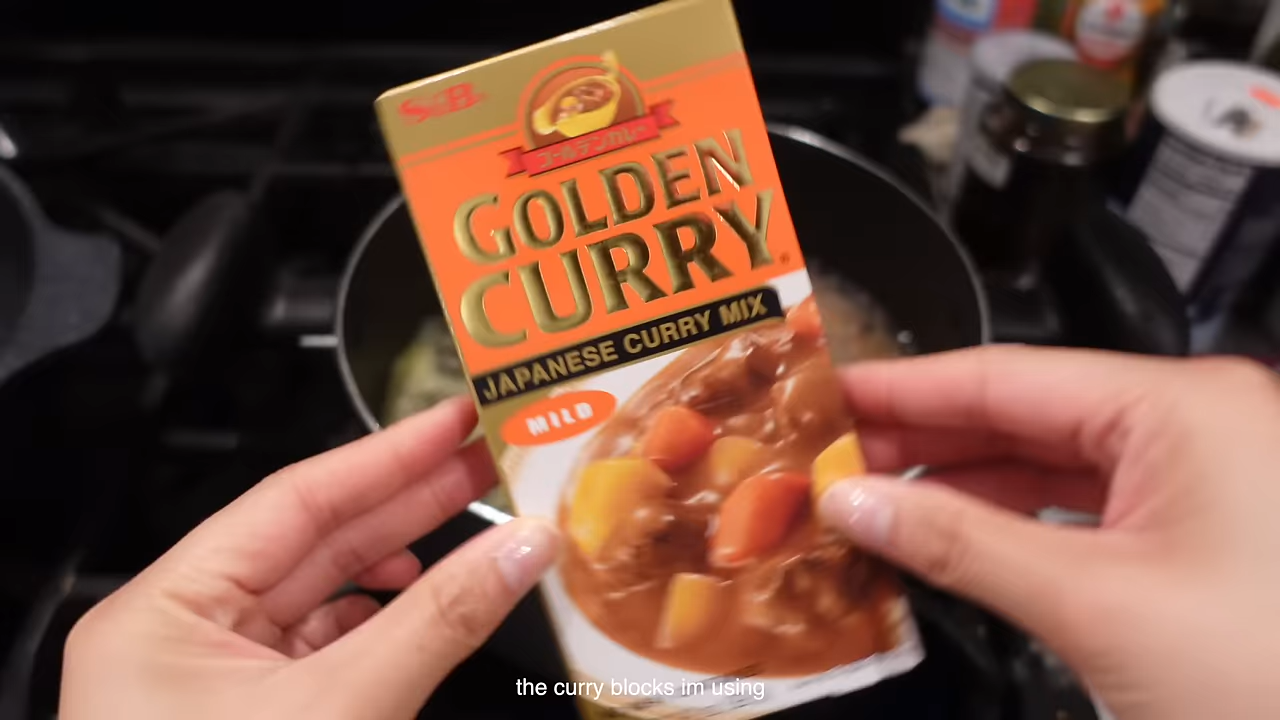 S&B
ゴールデンカレー
GOLDEN
CURRY
JAPANESE CURRY MIX
MILD
the curry blocks im using